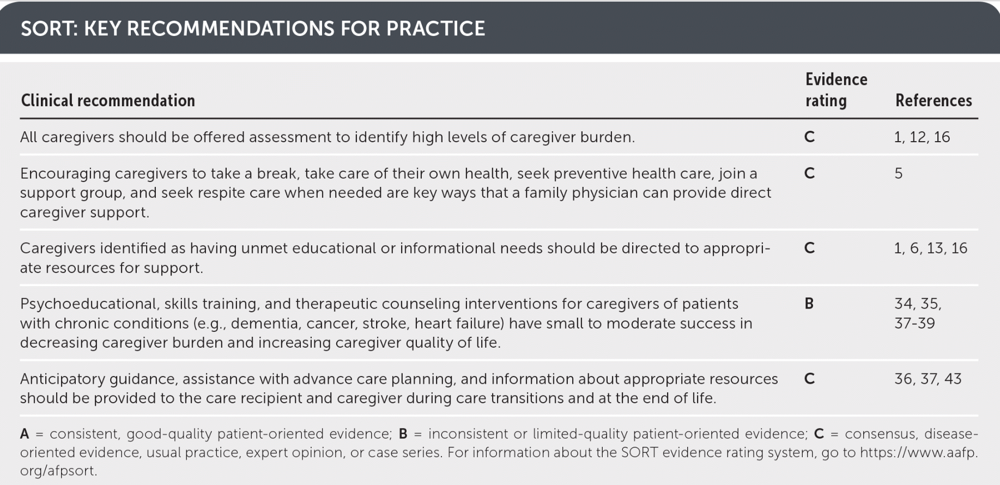 SORT: KEY RECOMMENDATIONS FOR PRACTICE
Clinical recommendation
Evidence
rating
References
All caregivers should be offered assessment to identify high levels of caregiver burden.
C
1, 12, 16
Encouraging caregivers to take a break, take care of their own health, seek preventive health care, join a
support group, and seek respite care when needed are key ways that a family physician can provide direct
caregiver support.
C
5
Caregivers identified as having unmet educational or informational needs should be directed to appropri-
ate resources for support.
C
1, 6, 13, 16
Psychoeducational, skills training, and therapeutic counseling interventions for caregivers of patients
with chronic conditions (e.g., dementia, cancer, stroke, heart failure) have small to moderate success in
decreasing caregiver burden and increasing caregiver quality of life.
B
34, 35,
37-39
Anticipatory guidance, assistance with advance care planning, and information about appropriate resources
should be provided to the care recipient and caregiver during care transitions and at the end of life.
C
36, 37, 43
A = consistent, good-quality patient-oriented evidence; B = inconsistent or limited-quality patient-oriented evidence; C = consensus, disease-
oriented evidence, usual practice, expert opinion, or case series. For information about the SORT evidence rating system, go to https://www.aafp.
org/afpsort.